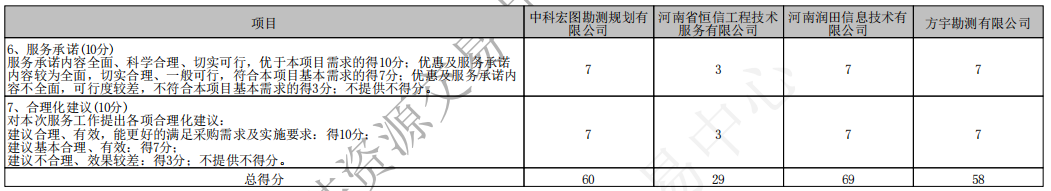 项目 中科宏图勘测规划有限公司 河南省恒信工程技术服务有限公司 河南润田信息技术有限公司 方宇勘测有限公司
6、服务承诺(10分)
服务承诺内容全面、科学合理、切实可行，优于本项目需求的得10分；优惠及服务承诺
内容较为全面，切实合理、一般可行，符合本项目基本需求的得7分；优惠及服务承诺内
容不全面，可行度较差，不符合本项目基本需求的得3分；不提供不得分。
7 3 7 7
7、合理化建议(10分)
对本次服务工作提出各项合理化建议：
建议合理、有效，能更好的满足采购需求及实施要求：得10分；
建议基本合理、有效：得7分；
建议不合理、效果较差：得3分；不提供不得分。
7 3 7 7
总得分 60 29 69 58
资源交易中心
易中心